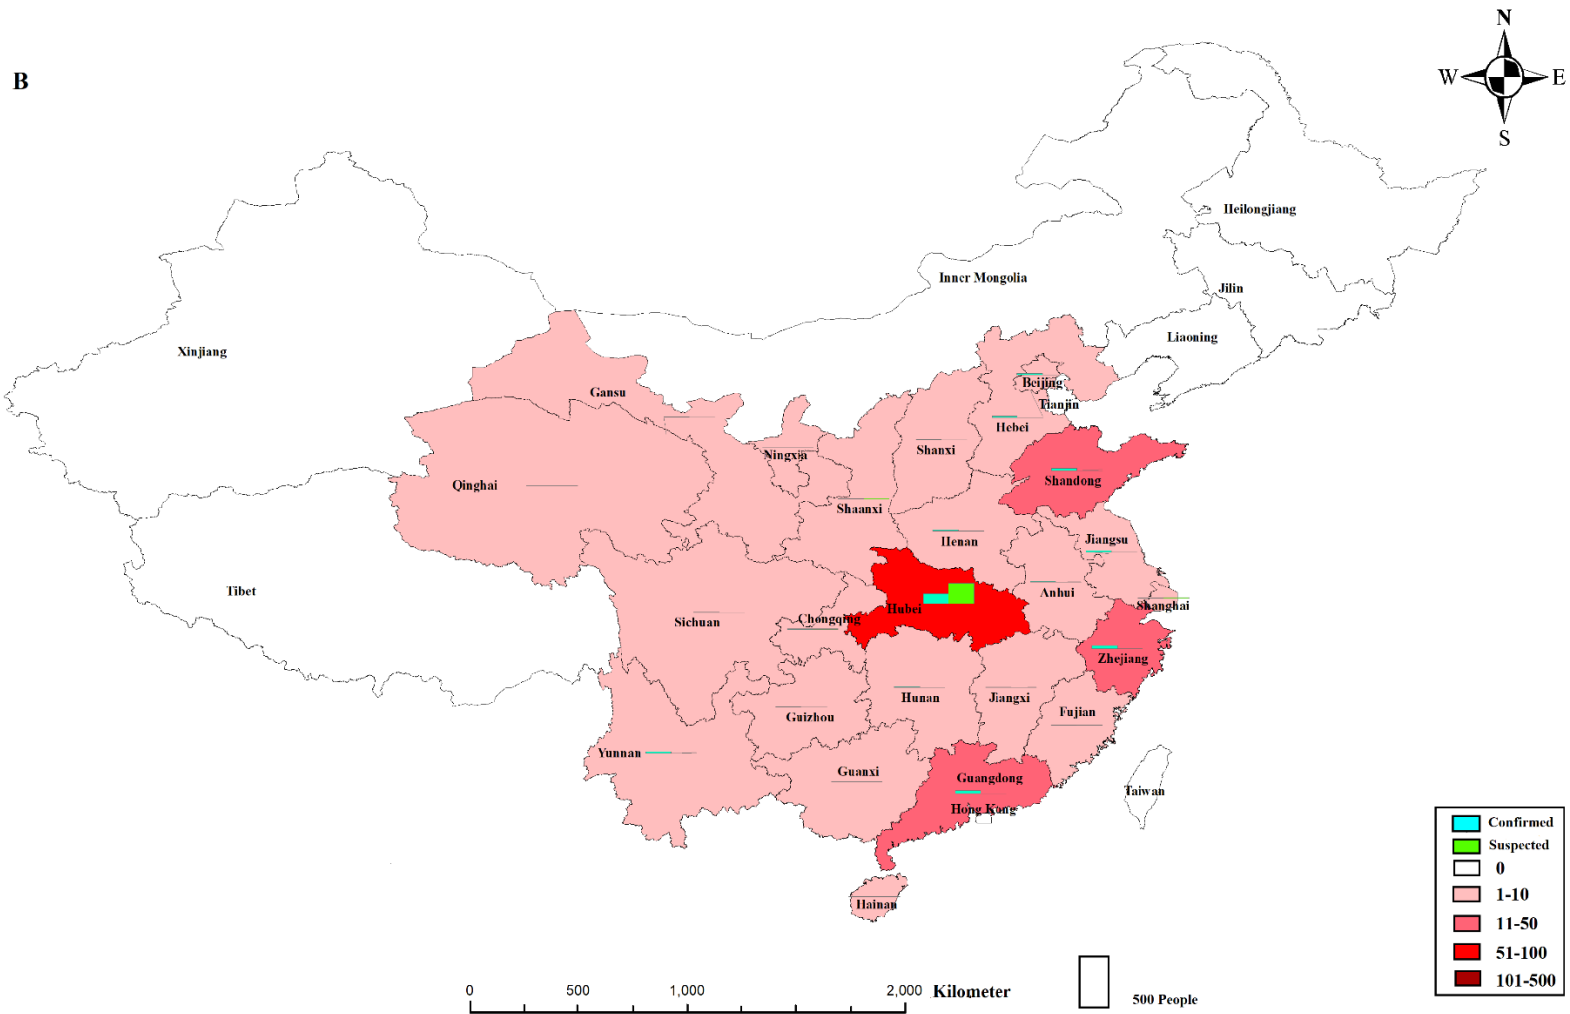 N
B
W E
S
Heilongjiang
Inner Mongolia
Jilin
Liaoning
Xinjiang
Beijing
Gansu
Tianjin
Hebei
Shanxi
Ningxia
Shandong
Qinghai
Shaanxi
Henan
Jiangsu
Tibet
Anhui
Shanghai
Hubei
Chongqing
Sichuan
Zhejiang
Hunan
Jiangxi
Fujian
Guizhou
Yunnan
Guanxi
Guangdong
Taiwan
Hong Kong
Hainan
Confirmed
Suspected
0
1-10
11-50
51-100
101-500
0 500 1,000 2,000 Kilometer
500 People